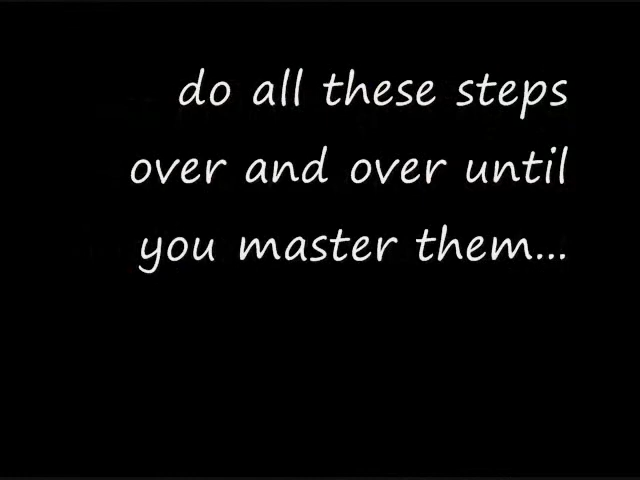 do all these steps
over and over until
you master them...